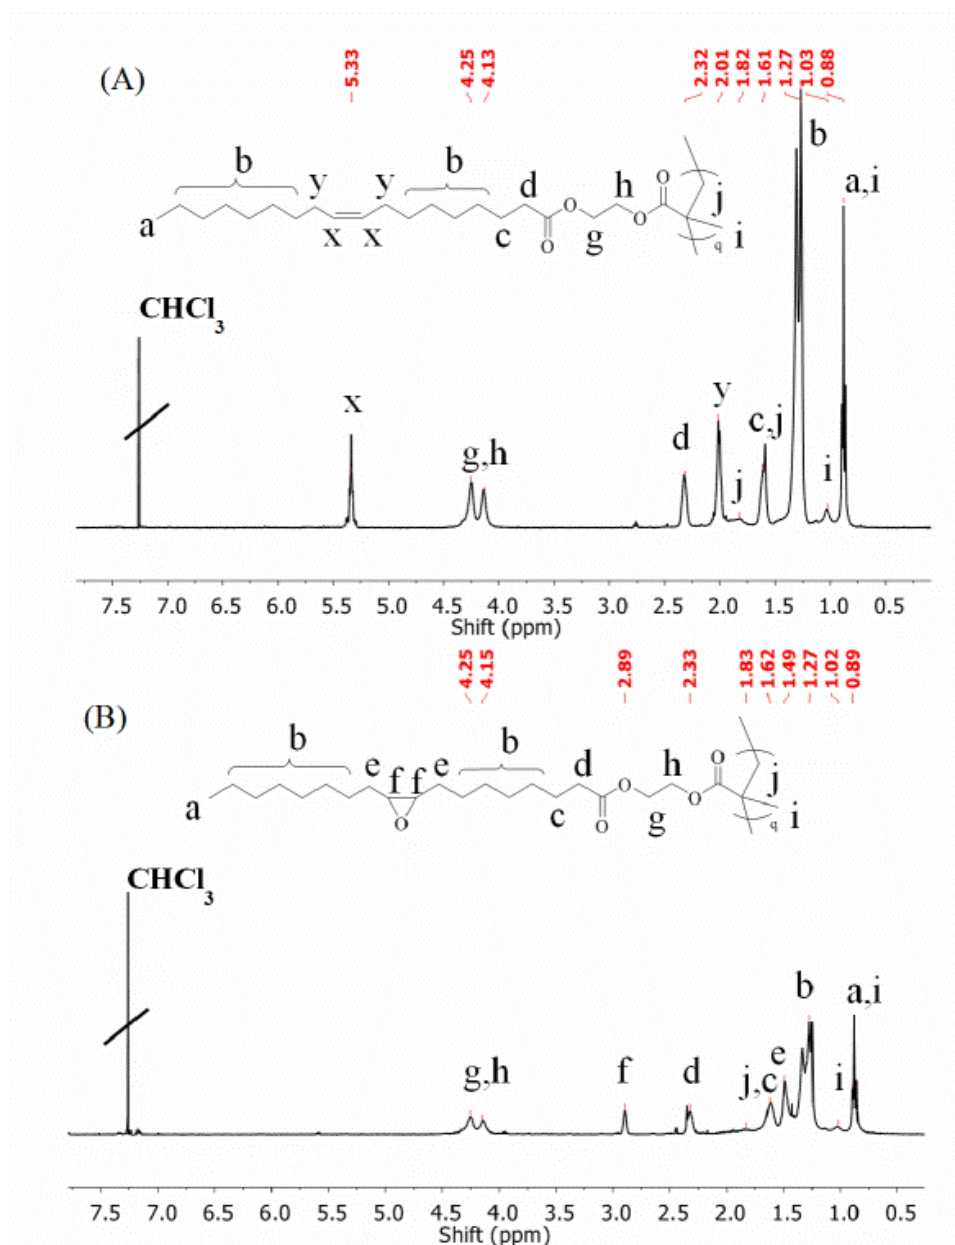 (A)
5.33 4.25 4.13 2.32 2.01 1.82 1.61 1.27 1.03 0.88
b b b
y y d h O j a,i
a x x c O O g O q i
O
CHCl3
x y c,j
d
g,h j i
7.5 7.0 6.5 6.0 5.5 5.0 4.5 4.0 3.5 3.0 2.5 2.0 1.5 1.0 0.5
Shift (ppm)
4.25 4.15 2.89 2.33 1.83 1.62 1.49 1.27 1.02 0.89
(B)
b b
e f f e d h O j
a O c O O g O q i
O
CHCl3
b a,i
g,h f d j,c e i
7.5 7.0 6.5 6.0 5.5 5.0 4.5 4.0 3.5 3.0 2.5 2.0 1.5 1.0 0.5
Shift (ppm)